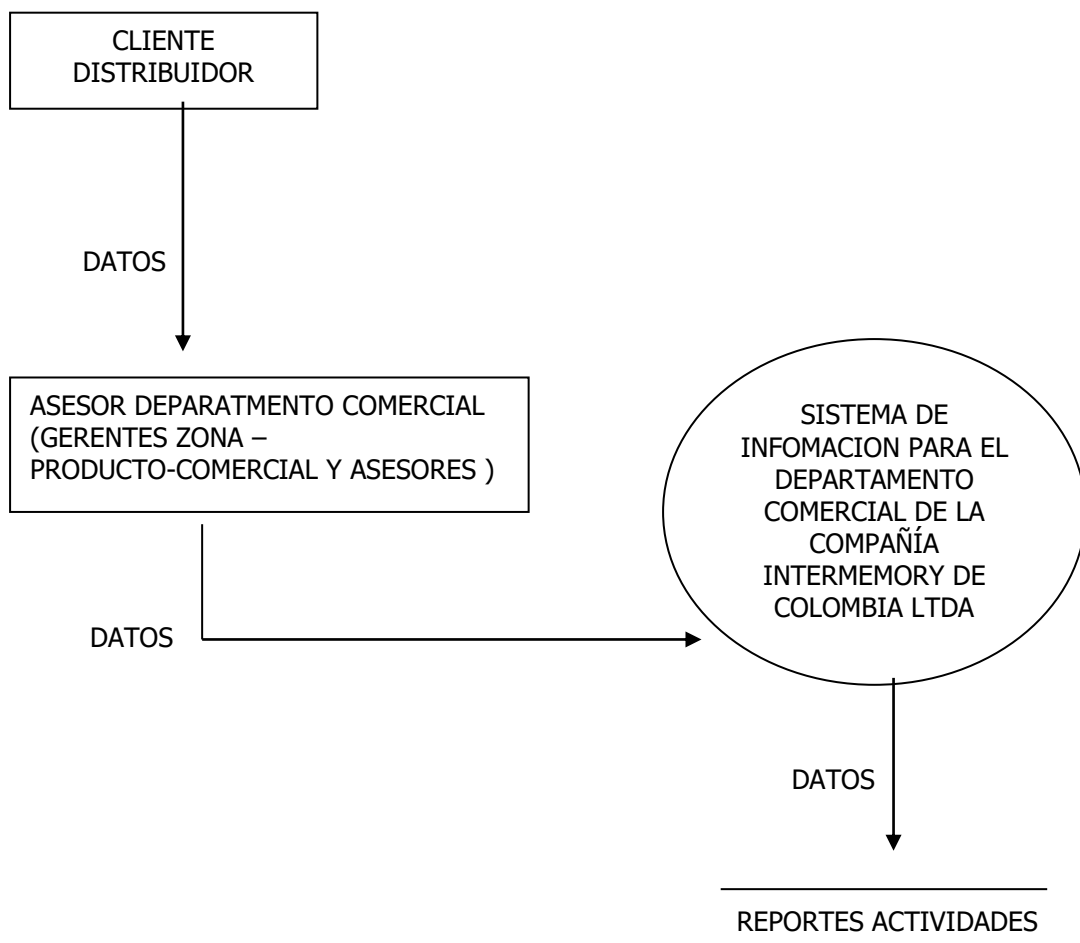 CLIENTE
DISTRIBUIDOR
DATOS
ASESOR DEPARATMENTO COMERCIAL
(GERENTES ZONA –
PRODUCTO-COMERCIAL Y ASESORES )
SISTEMA DE
INFOMACION PARA EL
DEPARTAMENTO
COMERCIAL DE LA
COMPAÑÍA
INTERMEMORY DE
COLOMBIA LTDA
DATOS
DATOS
REPORTES ACTIVIDADES